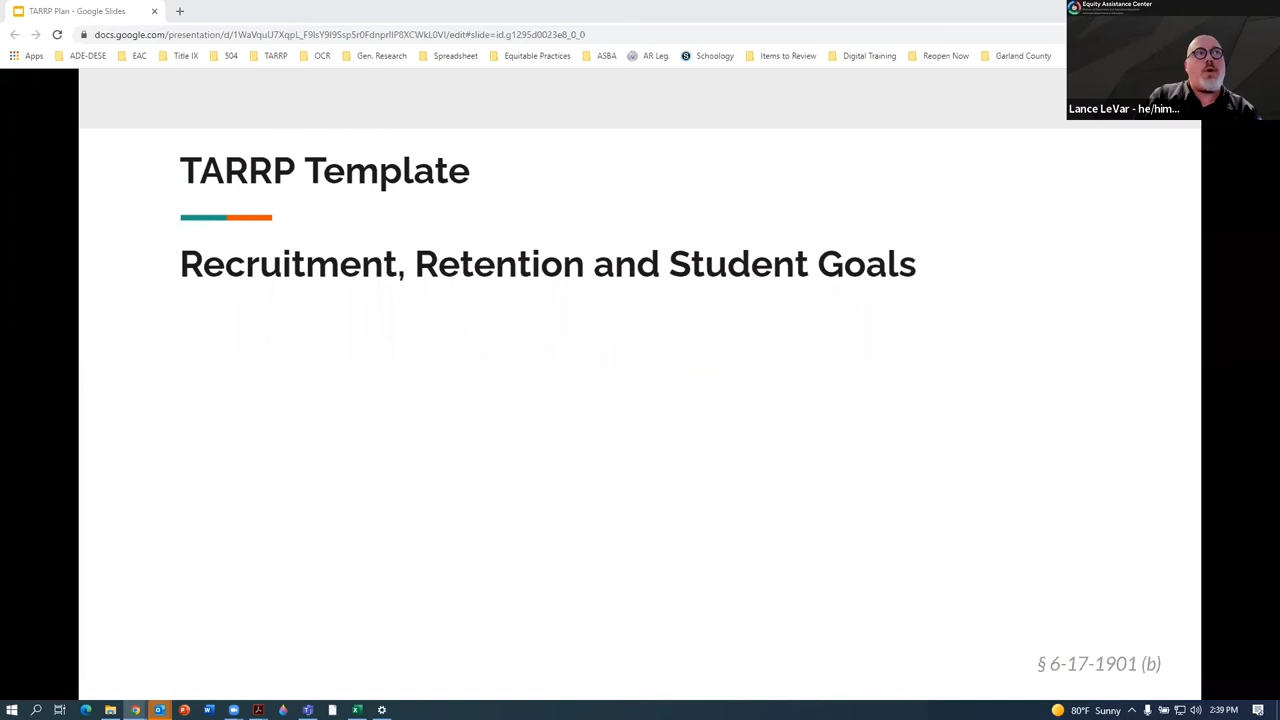 TARRP Plan - Google Slides
docs.google.com/presentation/d/1WaVquU7XqpL_F9IsY9I9Ssp5r0FdnprIlP8XCWkL0VI/edit#slide=id.g1295d0023e8_0_0
Apps ADE-DESE EAC Title IX 504 TARRP OCR Gen. Research Spreadsheet Equitable Practices ASBA AR Leg. Schoology Items to Review Digital Training Reopen Now Garland County
Equity Assistance Center
Lance LeVar - he/him...
TARRP Template
Recruitment, Retention and Student Goals
§ 6-17-1901 (b)
80°F Sunny 2:39 PM